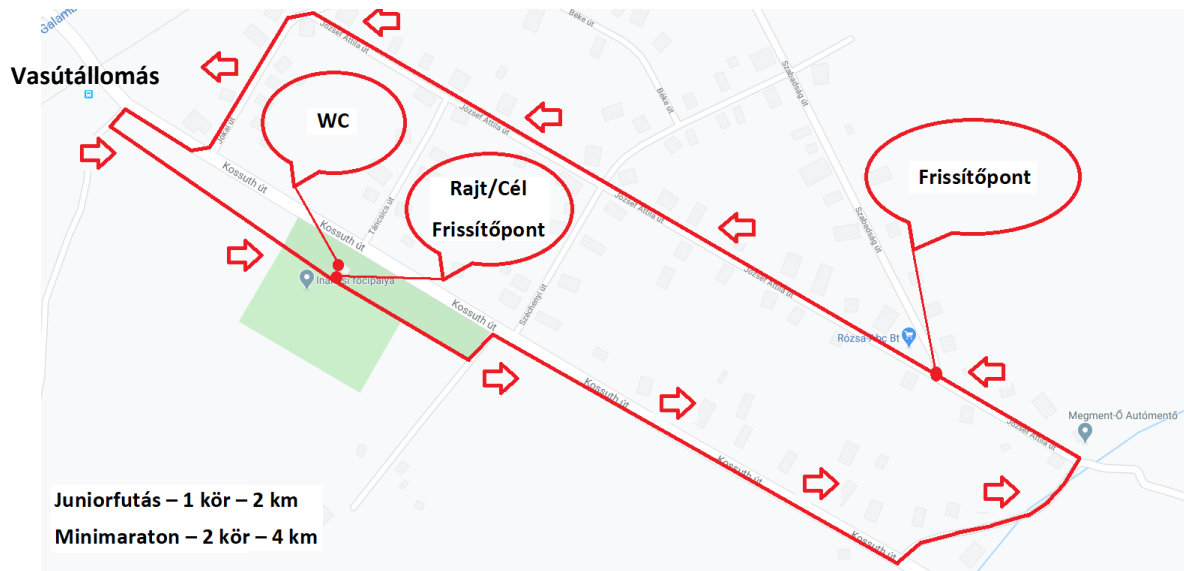 Galamb
Béke út
József Attila út
Szabadság út
Vasútállomás
WC
Béke út
József Attila út
Jókai út
Kossuth út
Rajt/Cél
Frissítőpont
Frissítőpont
Táncsics út
József Attila út
Szabadság út
Kossuth út
József Attila út
Kossuth út
Széchenyi út
Rózsa-Abc Bt
Kossuth út
Megment-Ő Autómentő
József Attila út
Kossuth út
Juniorfutás – 1 kör – 2 km
Minimaraton – 2 kör – 4 km